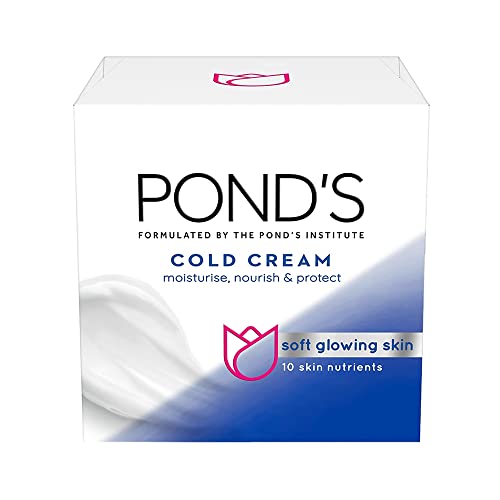 POND'S
FORMULATED BY THE POND'S INSTITUTE
COLD CREAM
moisturise, nourish & protect
soft glowing skin
10 skin nutrients